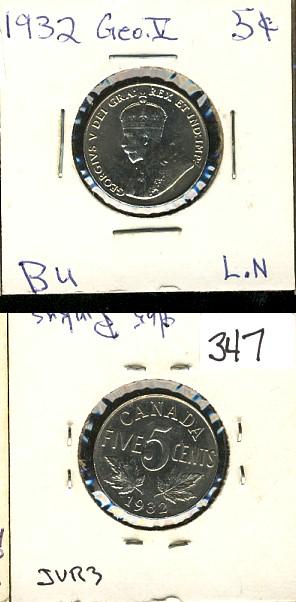 1932 Geo. V 5¢
GEORGIVS V DEI GRA: REX ET IND: IMP:
BU L.N
347
CANADA
FIVE 5 CENTS
1932
JVR3